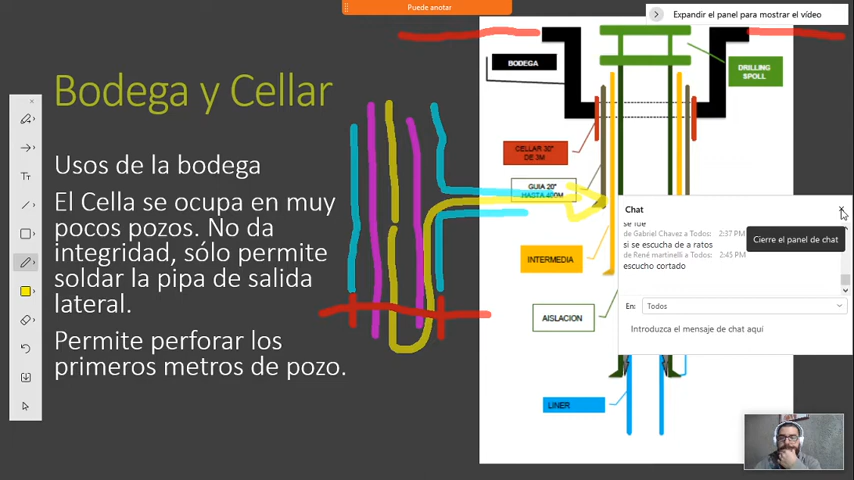 Puede anotar
Expandir el panel para mostrar el vídeo
Bodega y Cellar
Usos de la bodega
El Cella se ocupa en muy
pocos pozos. No da
integridad, sólo permite
soldar la pipa de salida
lateral.
Permite perforar los
primeros metros de pozo.
BODEGA
DRILLING
SPOLL
CELLAR 30"
DE 3M
GUIA 20"
HASTA 400M
INTERMEDIA
AISLACION
LINER
Chat
se fue
de Gabriel Chavez a Todos: 2:37 PM
si se escucha de a ratos
de René martinelli a Todos: 2:45 PM
escucho cortado
Cierre el panel de chat
En: Todos
Introduzca el mensaje de chat aquí